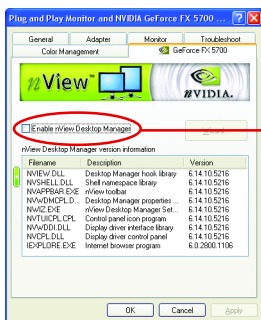 Plug and Play Monitor and NVIDIA GeForce FX 5700 ...
General Adapter Monitor Troubleshoot
Color Management GeForce FX 5700
nView™ nVIDIA.
Enable nView Desktop Manager
nView Desktop Manager version information
Filename Description Version
NVIEW.DLL Desktop Manager hook library 6.14.10.5216
NVSHELL.DLL Shell namespace library 6.14.10.5216
NVAPPBAR.EXE nView toolbar 6.14.10.5216
NVWDMCPL.D... Desktop Manager properties ... 6.14.10.5216
NWIZ.EXE nView Desktop Manager Set... 6.14.10.5216
NVTUICPL.CPL Control panel icon program 6.14.10.5216
NVWDDI.DLL Display driver interface library 6.14.10.5216
NVCPL.DLL Display driver control panel 6.14.10.5216
IEXPLORE.EXE Internet browser program 6.0.2800.1106
OK Cancel Apply